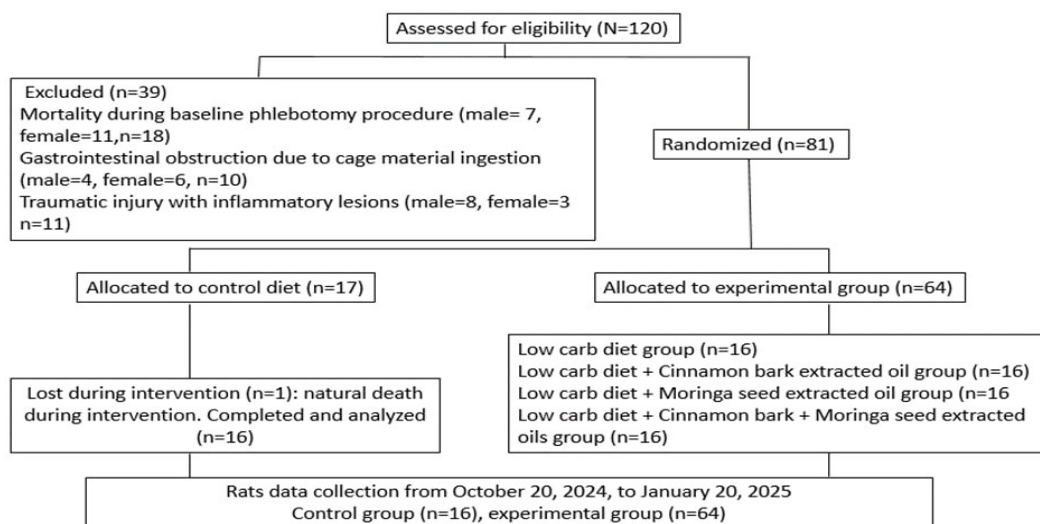 Assessed for eligibility (N=120)
Excluded (n=39)
Mortality during baseline phlebotomy procedure (male= 7,
female=11,n=18)
Gastrointestinal obstruction due to cage material ingestion
(male=4, female=6, n=10)
Traumatic injury with inflammatory lesions (male=8, female=3
n=11)
Randomized (n=81)
Allocated to control diet (n=17)
Allocated to experimental group (n=64)
Lost during intervention (n=1): natural death
during intervention. Completed and analyzed
(n=16)
Low carb diet group (n=16)
Low carb diet + Cinnamon bark extracted oil group (n=16)
Low carb diet + Moringa seed extracted oil group (n=16
Low carb diet + Cinnamon bark + Moringa seed extracted
oils group (n=16)
Rats data collection from October 20, 2024, to January 20, 2025
Control group (n=16), experimental group (n=64)